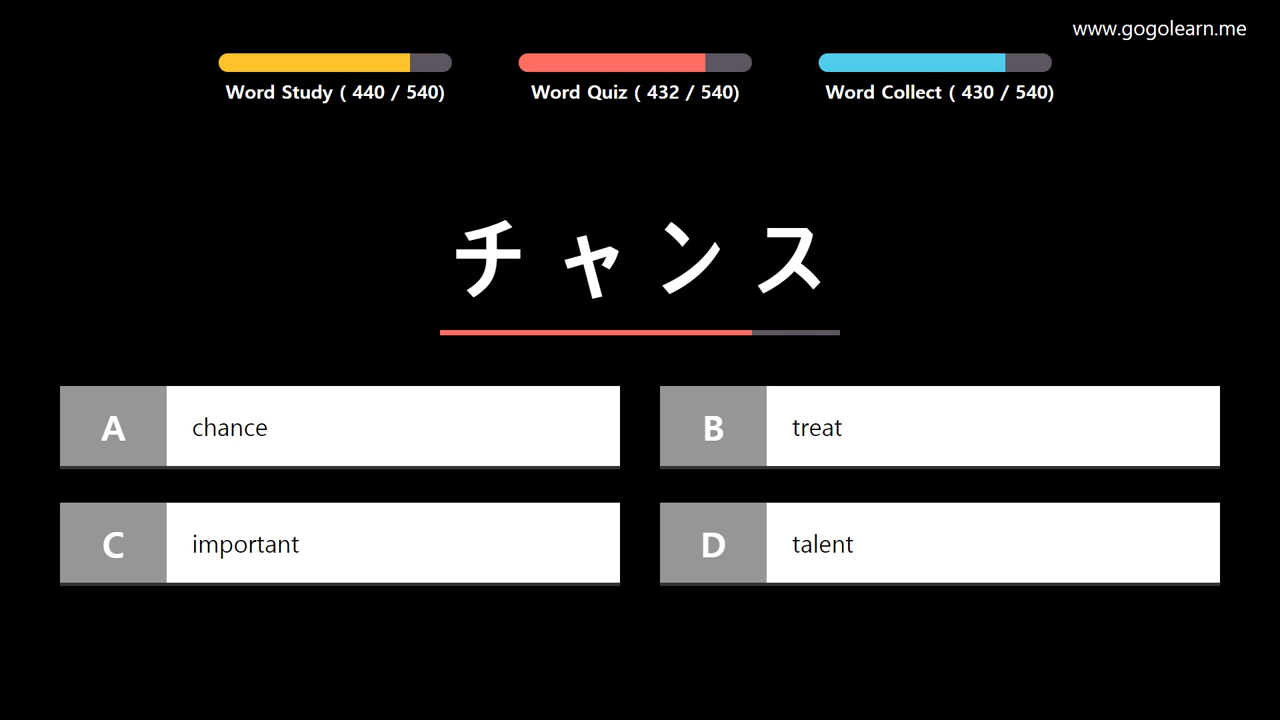 www.gogolearn.me
Word Study ( 440 / 540)
Word Quiz ( 432 / 540)
Word Collect ( 430 / 540)
チャンス
A chance
B treat
C important
D talent